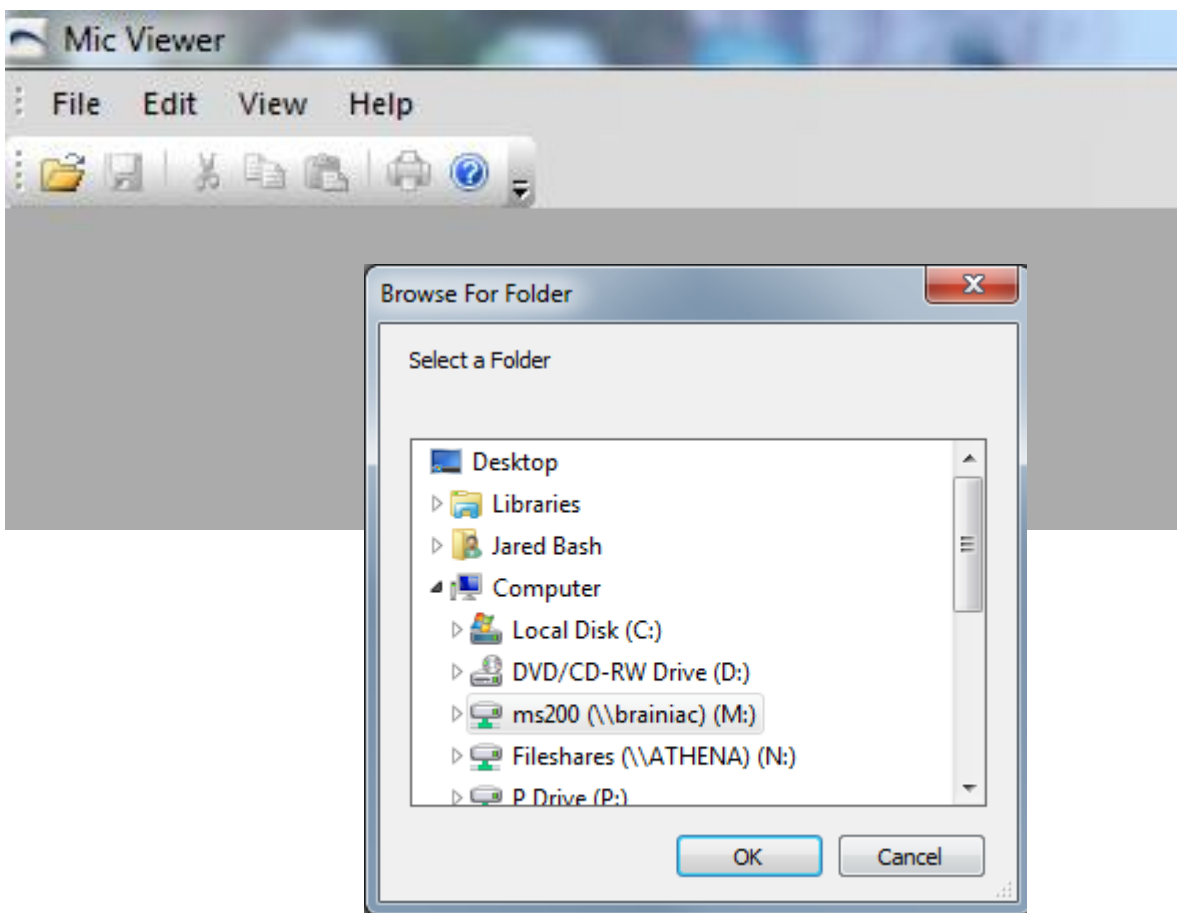 Mic Viewer
File Edit View Help
Browse For Folder
Select a Folder
Desktop
Libraries
Jared Bash
Computer
Local Disk (C:)
DVD/CD-RW Drive (D:)
ms200 (\\brainiac) (M:)
Fileshares (\\ATHENA) (N:)
P Drive (P:)
OK Cancel